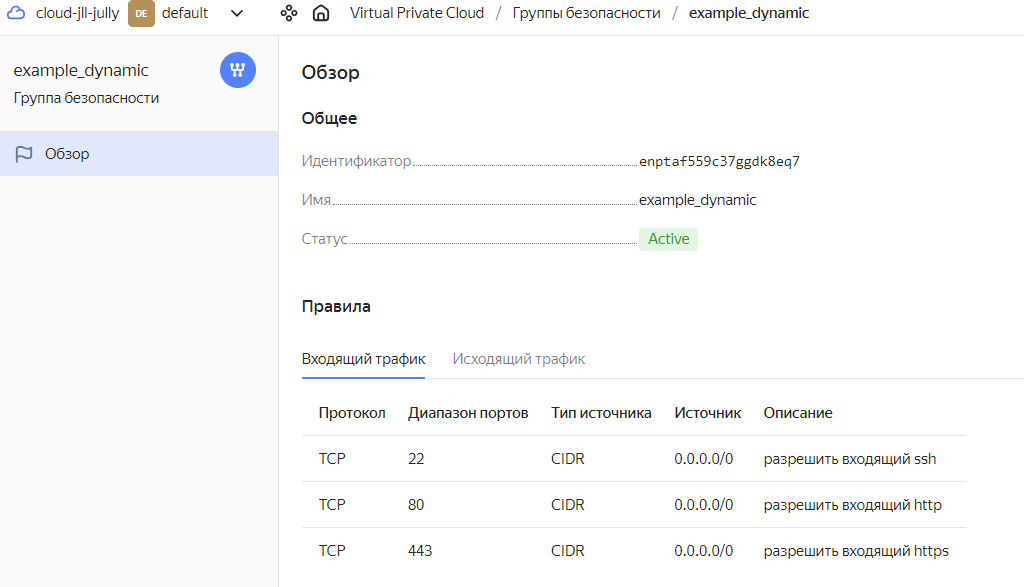 cloud-jll-jully DE default Virtual Private Cloud / Группы безопасности / example_dynamic
example_dynamic
Группа безопасности
Обзор
Обзор
Общее
Идентификатор enptaf559c37ggdk8eq7
Имя example_dynamic
Статус Active
Правила
Входящий трафик Исходящий трафик
Протокол Диапазон портов Тип источника Источник Описание
TCP 22 CIDR 0.0.0.0/0 разрешить входящий ssh
TCP 80 CIDR 0.0.0.0/0 разрешить входящий http
TCP 443 CIDR 0.0.0.0/0 разрешить входящий https